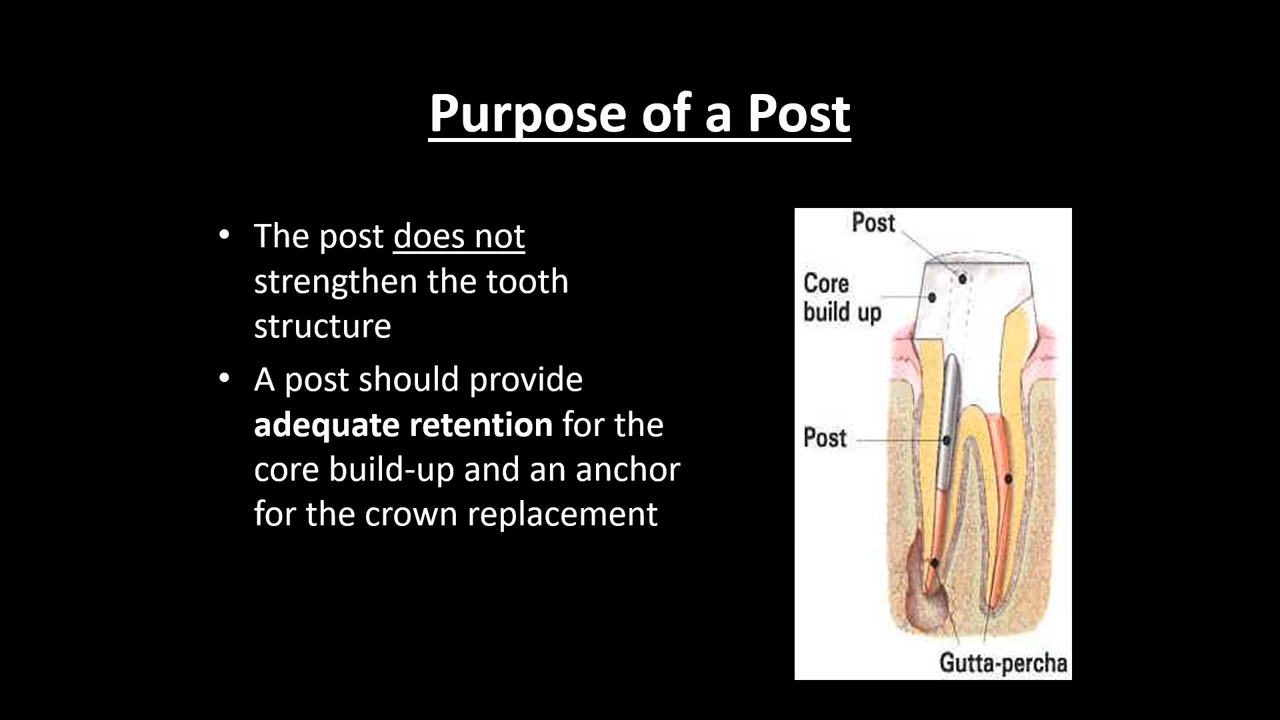 Purpose of a Post
• The post does not
strengthen the tooth
structure
• A post should provide
adequate retention for the
core build-up and an anchor
for the crown replacement
Post
Core
build up
Post
Gutta-percha